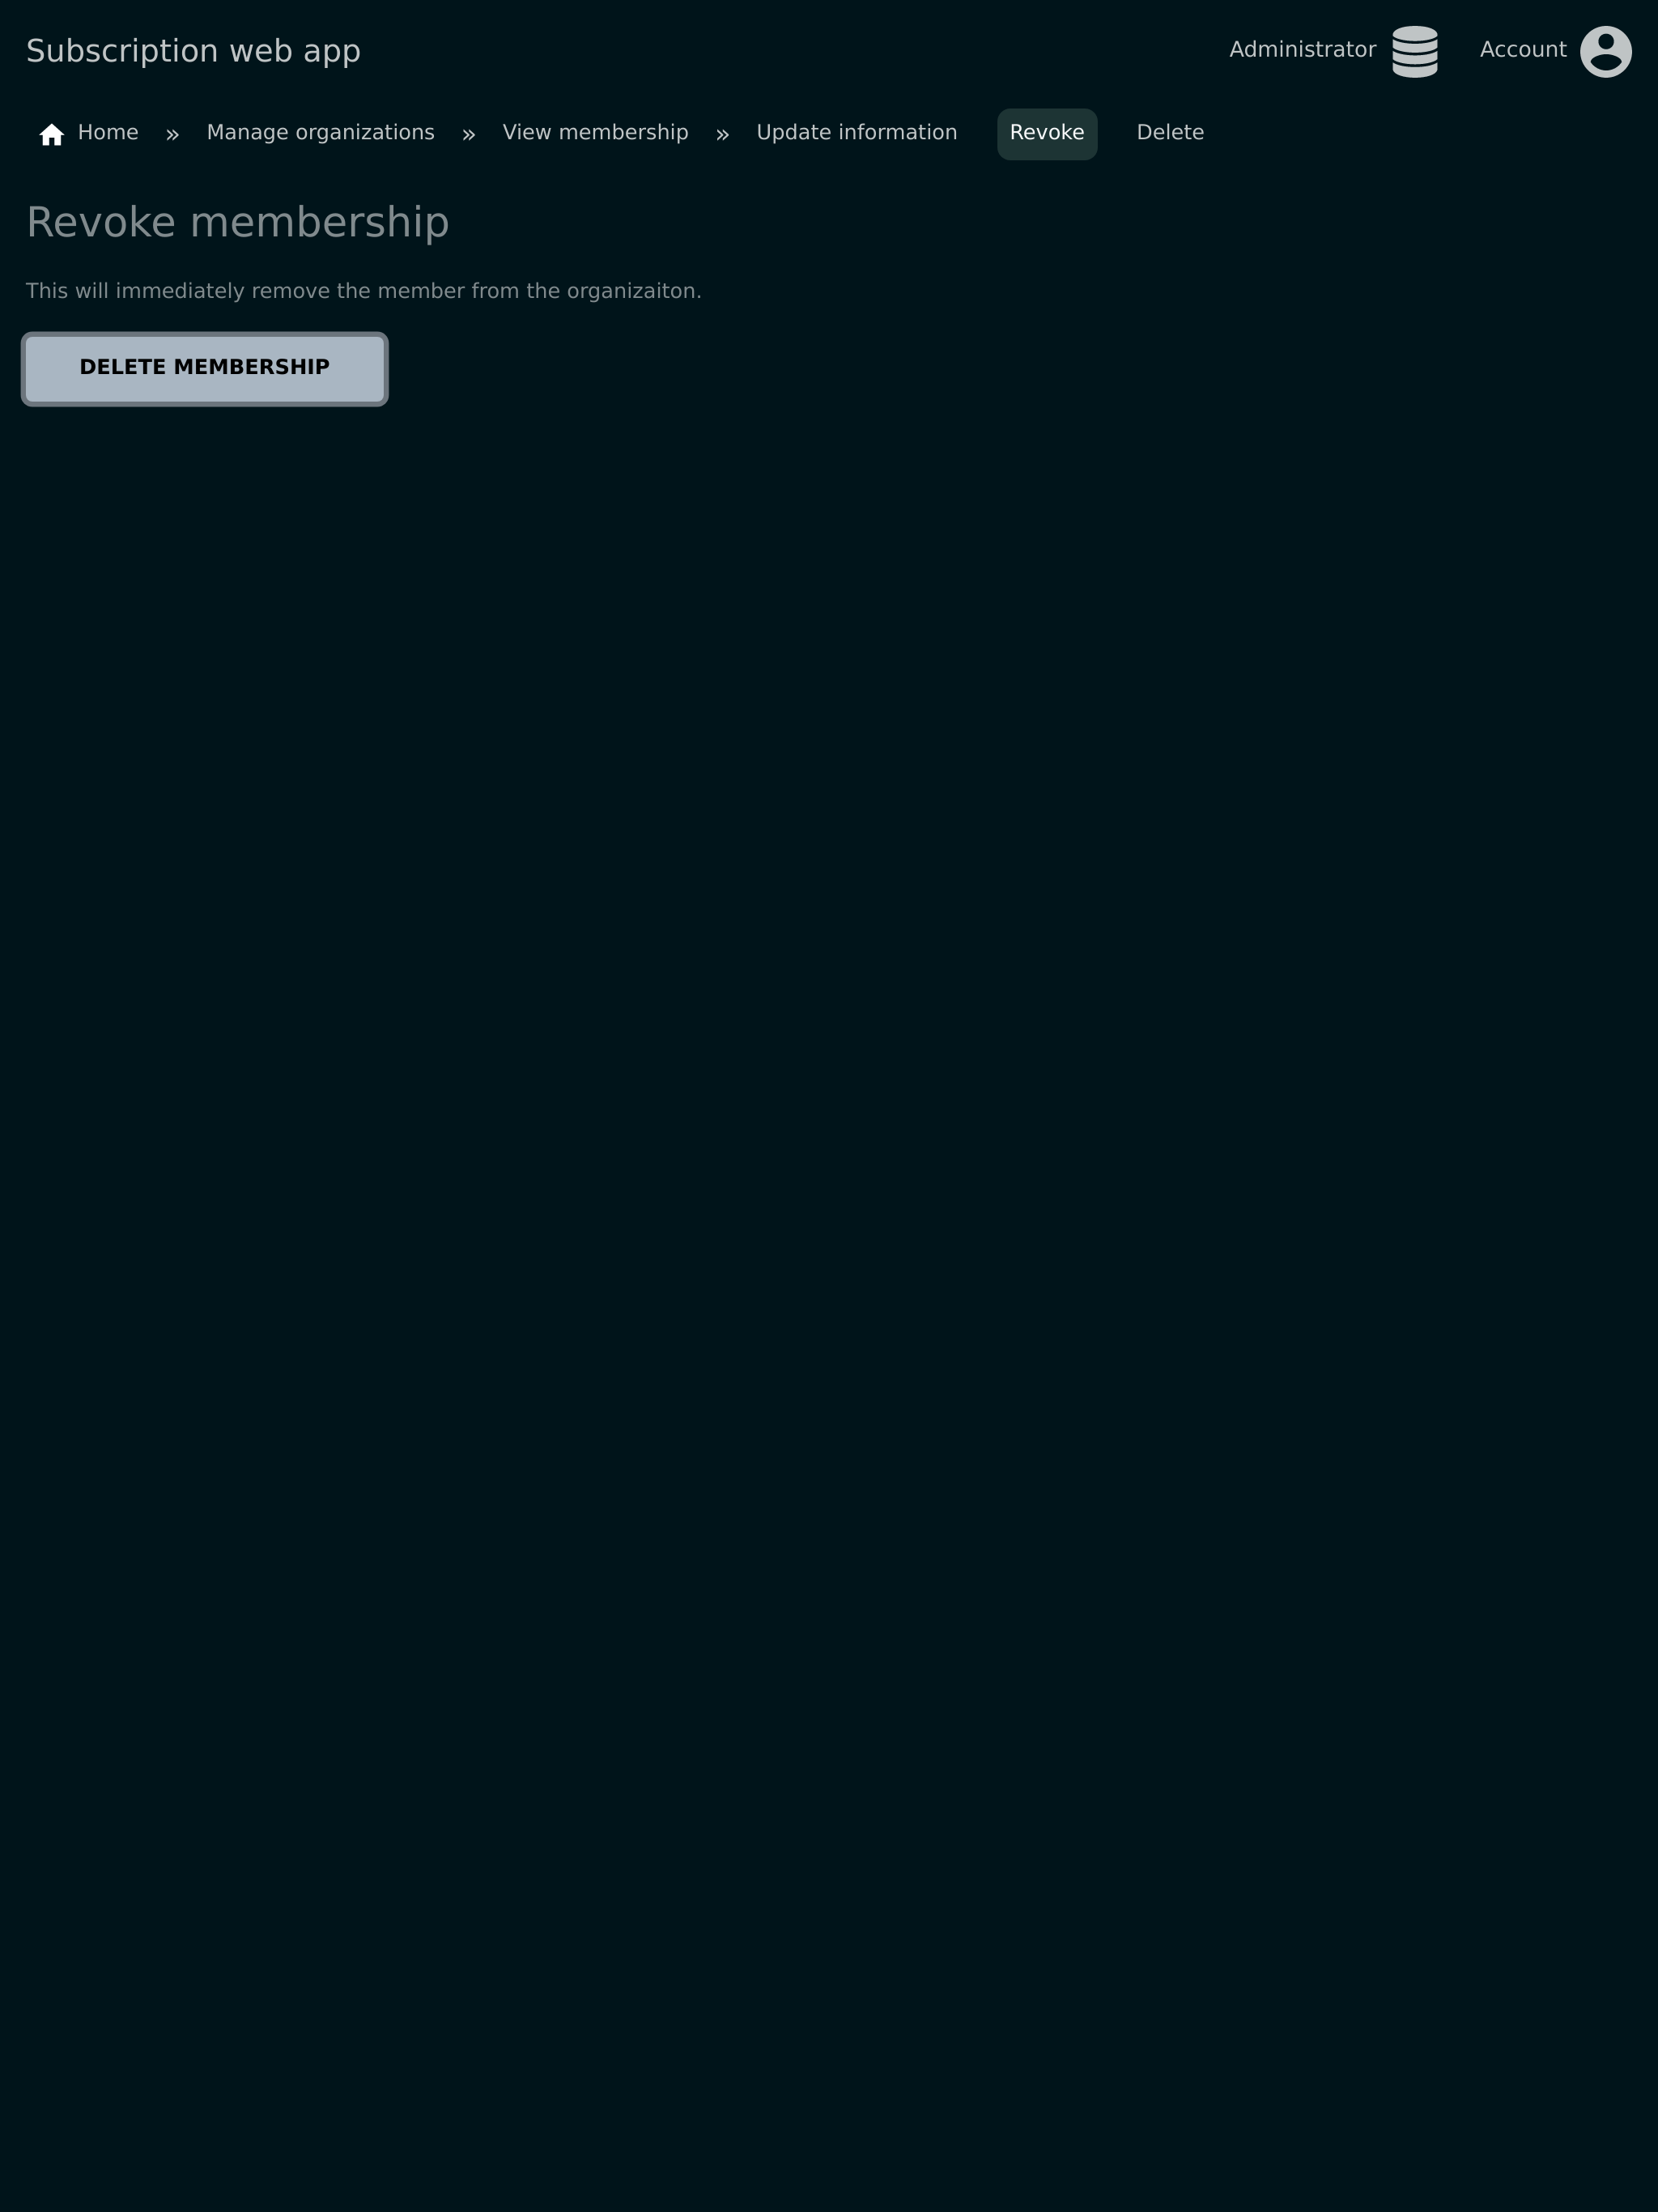 Subscription web app
Administrator Account
Home » Manage organizations » View membership » Update information Revoke Delete
Revoke membership
This will immediately remove the member from the organizaiton.
DELETE MEMBERSHIP